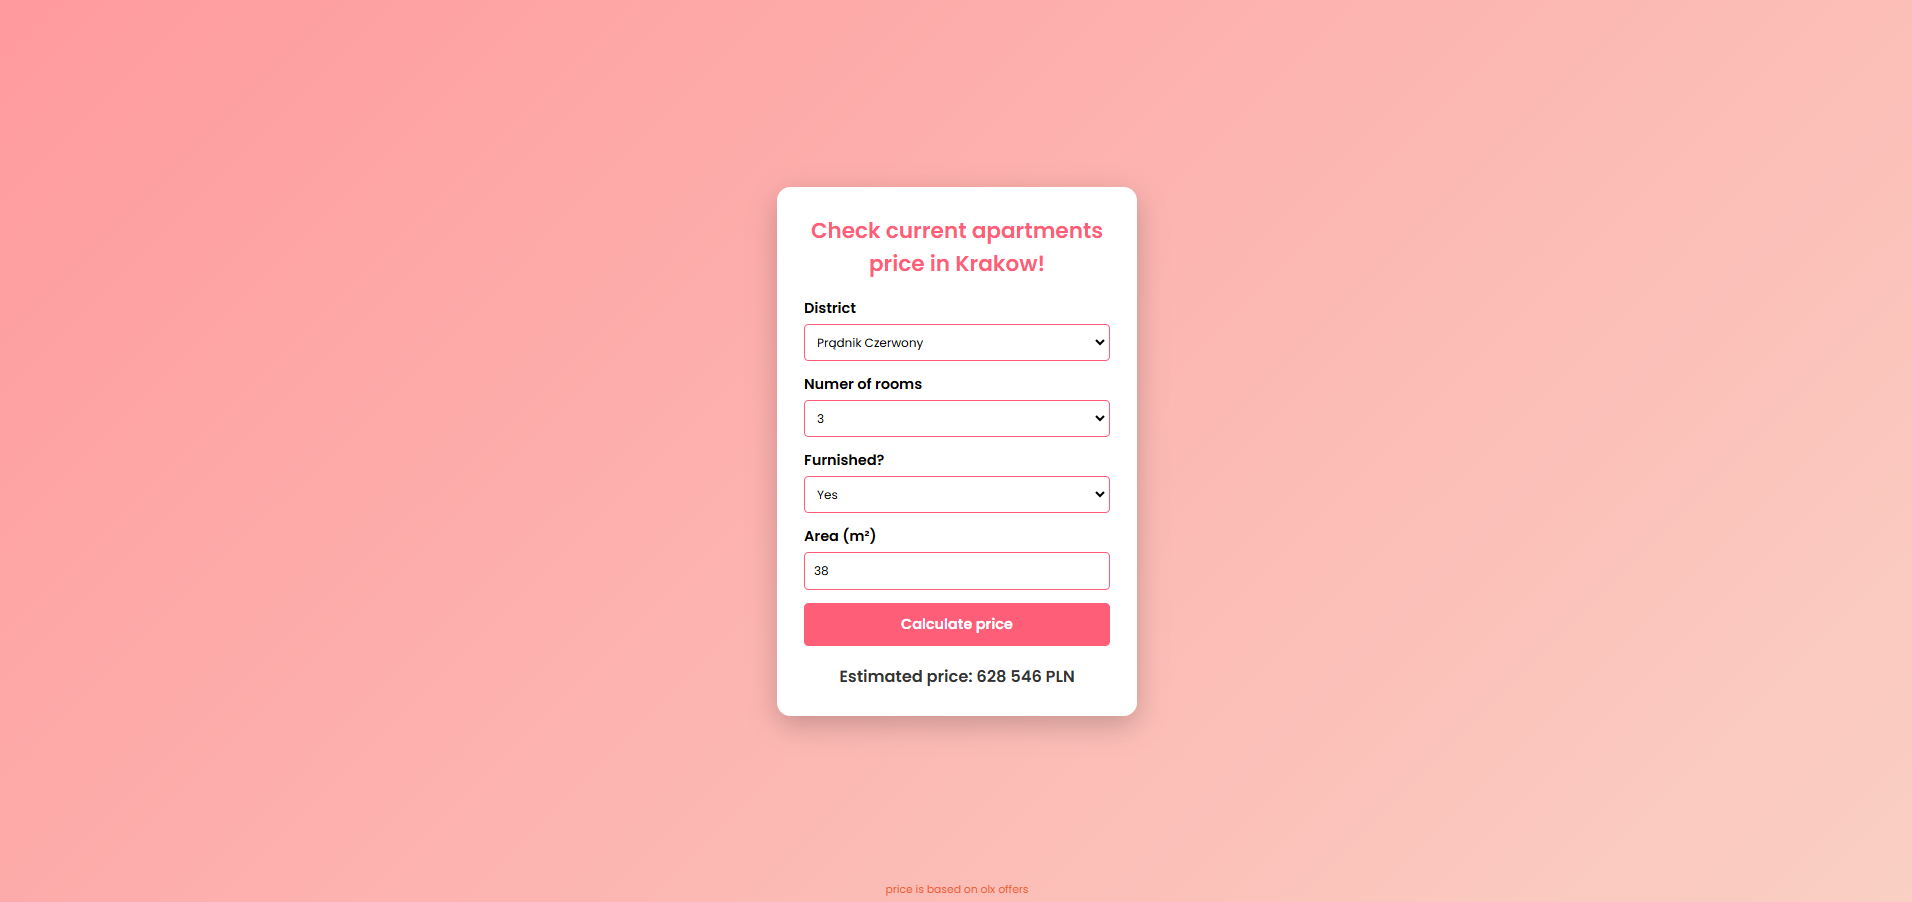 Check current apartments
price in Krakow!
District
Prądnik Czerwony
Numer of rooms
3
Furnished?
Yes
Area (m²)
38
Calculate price
Estimated price: 628 546 PLN
price is based on olx offers